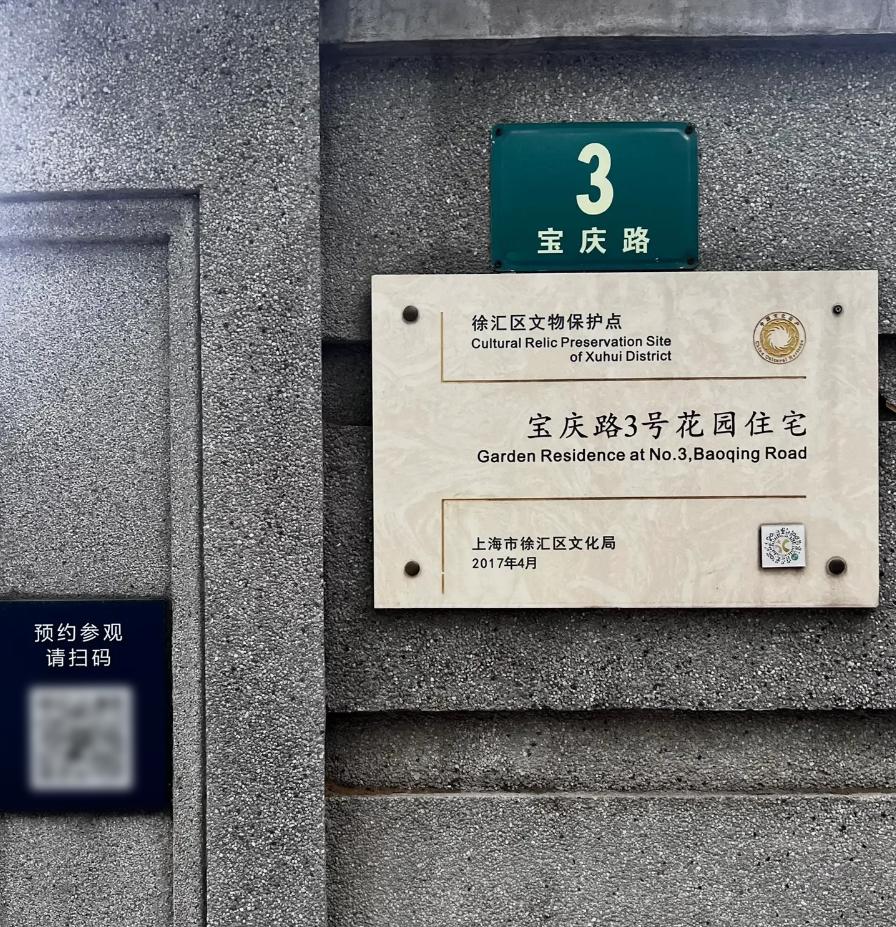 3
宝庆路
徐汇区文物保护点
Cultural Relic Preservation Site
of Xuhui District
宝庆路3号花园住宅
Garden Residence at No.3,Baoqing Road
上海市徐汇区文化局
2017年4月
预约参观
请扫码